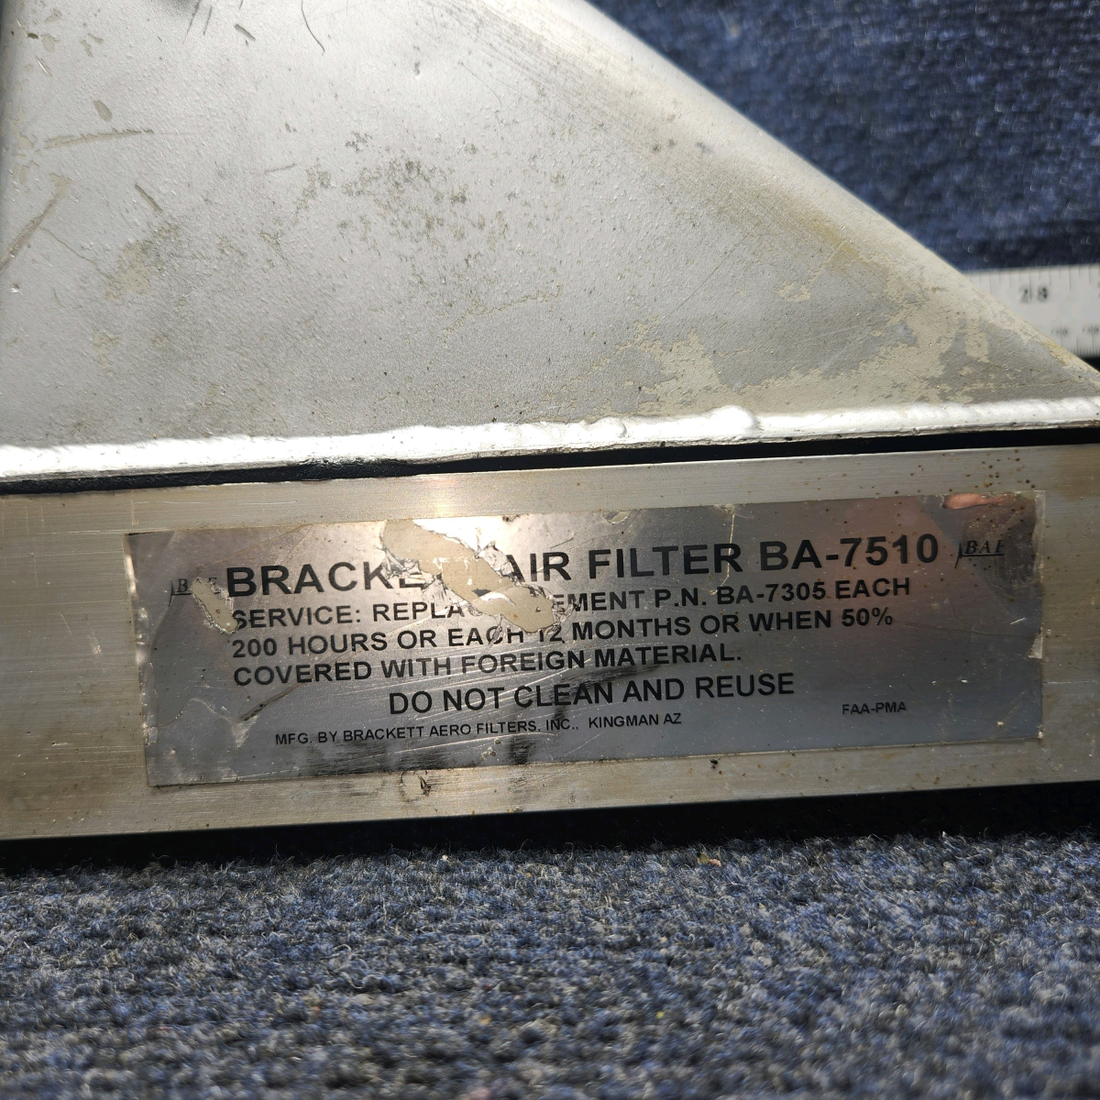 BRACKE AIR FILTER BA-7510 BAF
SERVICE: REPLA EMENT P.N. BA-7305 EACH
200 HOURS OR EACH 12 MONTHS OR WHEN 50%
COVERED WITH FOREIGN MATERIAL.
DO NOT CLEAN AND REUSE
MFG. BY BRACKETT AERO FILTERS, INC., KINGMAN AZ
FAA-PMA
28